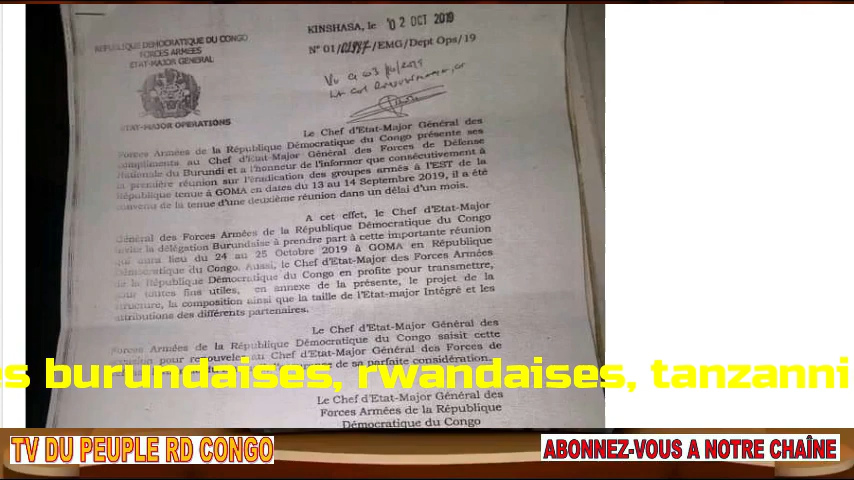 REPUBLIQUE DEMOCRATIQUE DU CONGO
FORCES ARMEES
ETAT-MAJOR GENERAL
ETAT-MAJOR OPERATIONS
KINSHASA, le 02 OCT 2019
N° 01/ /EMG/Dept Ops/19
Le Chef d'Etat-Major Général des
Forces Armées de la République Démocratique du Congo présente ses
compliments au Chef d'Etat-Major Général des Forces de Défense
Nationale du Burundi et a l'honneur de l'informer que consécutivement à
la première réunion sur l'éradication des groupes armés à l'EST de la
République tenue à GOMA en dates du 13 au 14 Septembre 2019, il a été
convenu de la tenue d'une deuxième réunion dans un délai d'un mois.
A cet effet, le Chef d'Etat-Major
Général des Forces Armées de la République Démocratique du Congo
invite la délégation Burundaise à prendre part à cette importante réunion
qui aura lieu du 24 au 25 Octobre 2019 à GOMA en République
Démocratique du Congo. Aussi, le Chef d'Etat-Major des Forces Armées
de la République Démocratique du Congo en profite pour transmettre,
pour toutes fins utiles, en annexe de la présente, le projet de la
structure, la composition ainsi que la taille de l'Etat-major Intégré et les
attributions des différents partenaires.
Le Chef d'Etat-Major Général des
Forces Armées de la République Démocratique du Congo saisit cette
occasion pour renouveler au Chef d'Etat-Major Général des Forces de
de sa parfaite considération.
es burundaises, rwandaises, tanzanni
Le Chef d'Etat-Major Général des
Forces Armées de la République
Démocratique du Congo
TV DU PEUPLE RD CONGO
ABONNEZ-VOUS A NOTRE CHAÎNE